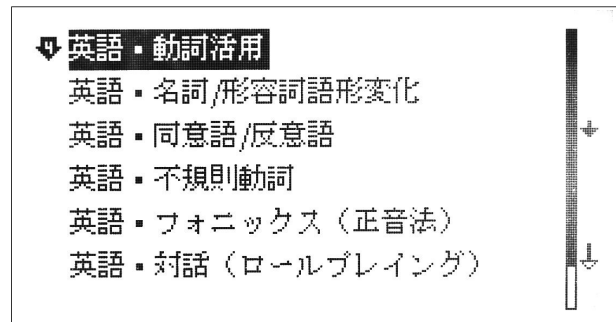 英語▪動詞活用
英語▪名詞/形容詞語形変化
英語▪同意語/反意語
英語▪不規則動詞
英語▪フォニックス（正音法）
英語▪対話（ロールプレイング）